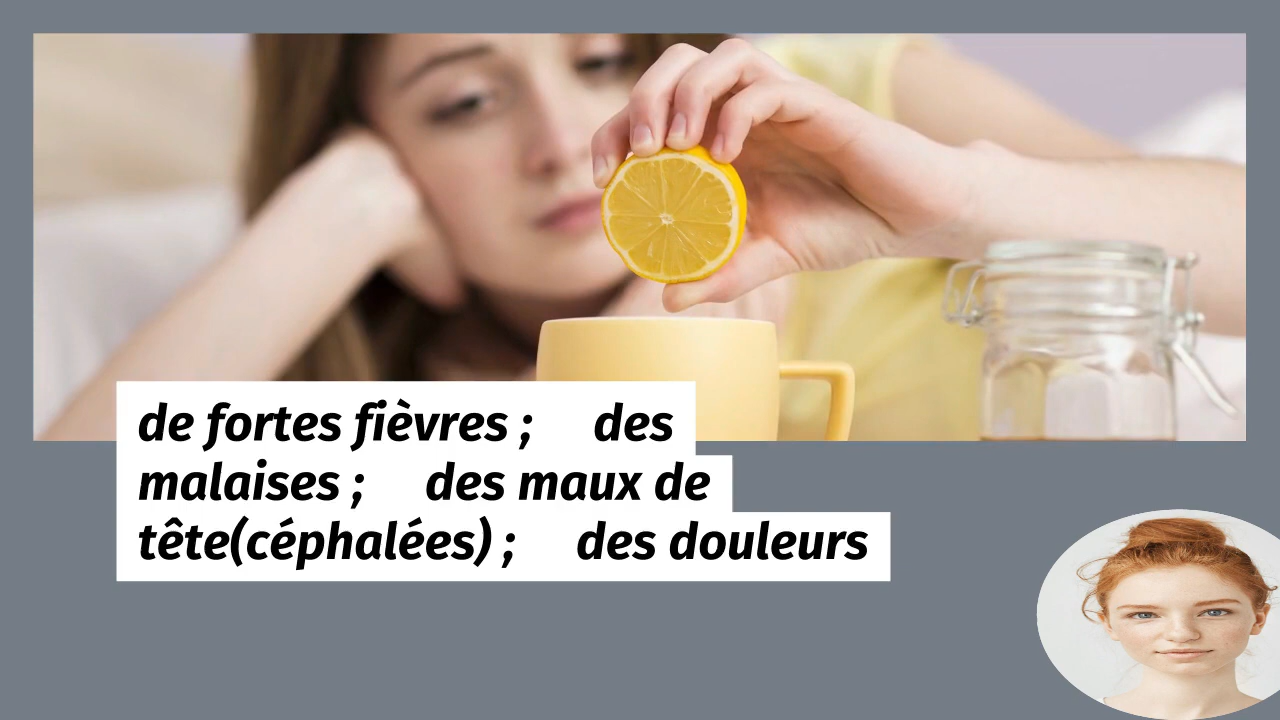 de fortes fièvres ; des
malaises ; des maux de
tête(céphalées) ; des douleurs